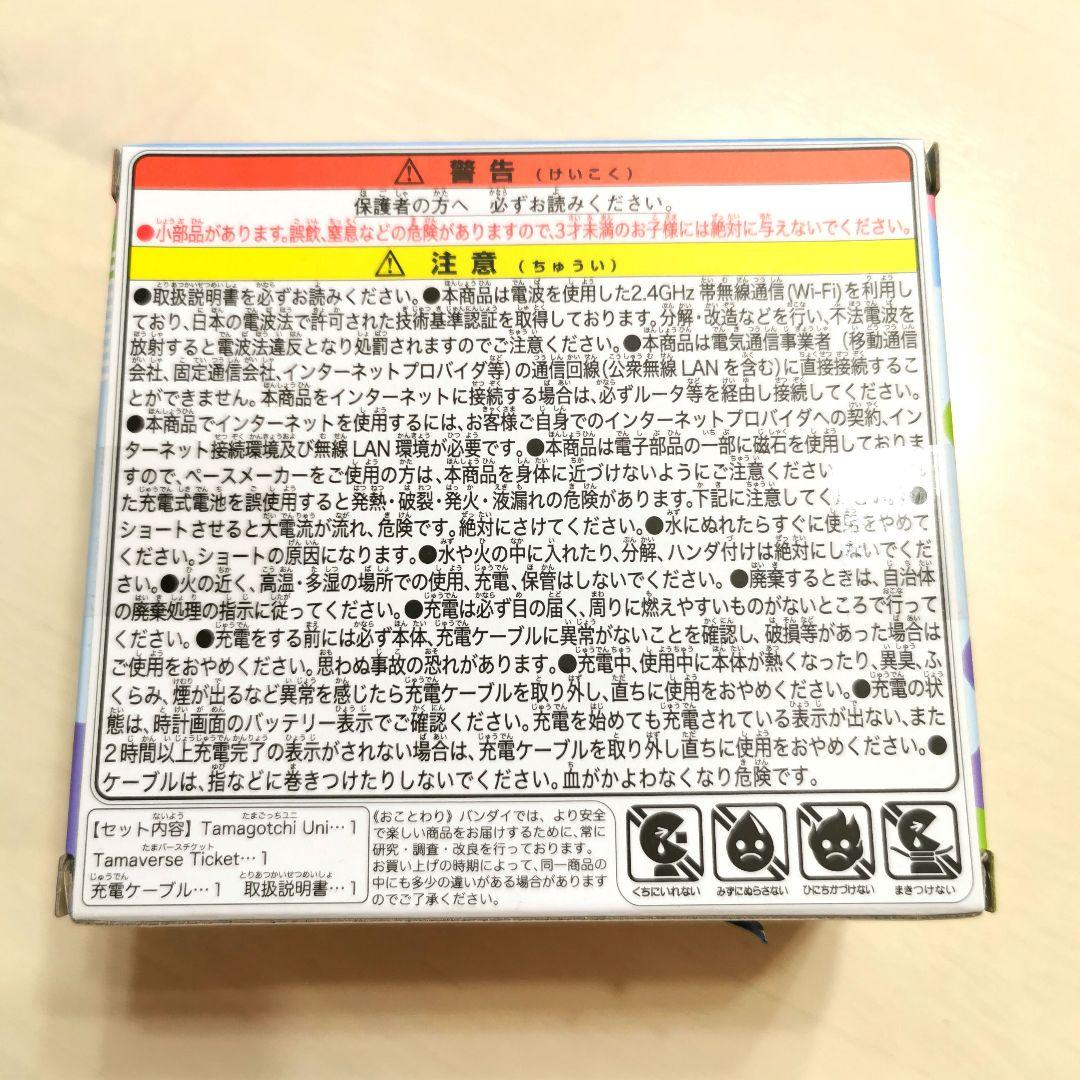 ⚠ 警告 (けいこく)
保護者の方へ 必ずお読みください。
●小部品があります。誤飲、窒息などの危険がありますので、3才未満のお子様には絶対に与えないでください。
⚠ 注意 (ちゅうい)
●取扱説明書を必ずお読みください。●本商品は電波を使用した2.4GHz帯無線通信(Wi-Fi)を利用し
ており、日本の電波法で許可された技術基準認証を取得しております。分解・改造などを行い、不法電波を
放射すると電波法違反となり処罰されますのでご注意ください。●本商品は電気通信事業者(移動通信
会社、固定通信会社、インターネットプロバイダ等)の通信回線(公衆無線LANを含む)に直接接続するこ
とができません。本商品をインターネットに接続する場合は、必ずルータ等を経由し接続してください。
●本商品でインターネットを使用するには、お客様ご自身でのインターネットプロバイダへの契約、イン
ターネット接続環境及び無線LAN環境が必要です。●本商品は電子部品の一部に磁石を使用しておりま
すので、ペースメーカーをご使用の方は、本商品を身体に近づけないようにご注意ください
た充電式電池を誤使用すると発熱・破裂・発火・液漏れの危険があります。下記に注意してく ●
ショートさせると大電流が流れ、危険です。絶対にさけてください。●水にぬれたらすぐに使用をやめて
ください。ショートの原因になります。●水や火の中に入れたり、分解、ハンダ付けは絶対にしないでくだ
さい。●火の近く、高温・多湿の場所での使用、充電、保管はしないでください。●廃棄するときは、自治体
の廃棄処理の指示に従ってください。●充電は必ず目の届く、周りに燃えやすいものがないところで行って
ください。●充電をする前には必ず本体、充電ケーブルに異常がないことを確認し、破損等があった場合は
ご使用をおやめください。思わぬ事故の恐れがあります。●充電中、使用中に本体が熱くなったり、異臭、ふ
くらみ、煙が出るなど異常を感じたら充電ケーブルを取り外し、直ちに使用をおやめください。●充電の状
態は、時計画面のバッテリー表示でご確認ください。充電を始めても充電されている表示が出ない、また
2時間以上充電完了の表示がされない場合は、充電ケーブルを取り外し直ちに使用をおやめください。●
ケーブルは、指などに巻きつけたりしないでください。血がかよわなくなり危険です。
【セット内容】Tamagotchi Uni…1
Tamaverse Ticket…1
充電ケーブル…1 取扱説明書…1
《おことわり》バンダイでは、より安全
で楽しい商品をお届けするために、常に
研究・調査・改良を行っております。
お買い上げの時期によって、同一商品の
中にも多少の違いがある場合があります
のでご了承ください。
くちにいれない
みずにぬらさない
ひにちかづけない
まきつけない